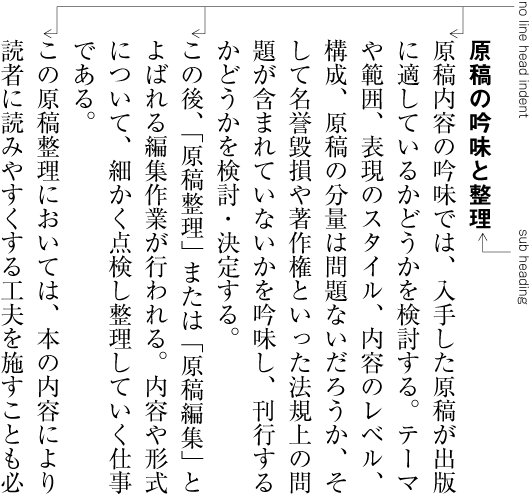 no line head indent
sub heading
原稿の吟味と整理
原稿内容の吟味では、入手した原稿が出版
に適しているかどうかを検討する。テーマ
や範囲、表現のスタイル、内容のレベル、
構成、原稿の分量は問題ないだろうか、そ
して名誉毀損や著作権といった法規上の問
題が含まれていないかを吟味し、刊行する
かどうかを検討・決定する。
この後、「原稿整理」または「原稿編集」と
よばれる編集作業が行われる。内容や形式
について、細かく点検し整理していく仕事
である。
この原稿整理においては、本の内容により
読者に読みやすくする工夫を施すことも必